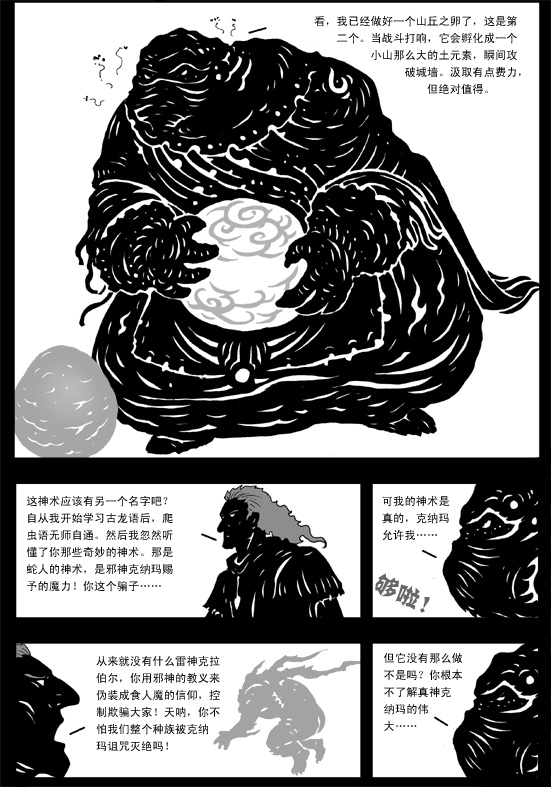 看，我已经做好一个山丘之卵了，这是第
二个。当战斗打响，它会孵化成一个
小山那么大的土元素，瞬间攻
破城墙。汲取有点费力，
但绝对值得。
这神术应该有另一个名字吧？
自从我开始学习古龙语后，爬
虫语无师自通。然后我忽然听
懂了你那些奇妙的神术。那是
蛇人的神术，是邪神克纳玛赐
予的魔力！你这个骗子……
可我的神术是
真的，克纳玛
允许我……
够啦！
从来就没有什么雷神克拉
伯尔，你用邪神的教义来
伪装成食人魔的信仰，控
制欺骗大家！天呐，你不
怕我们整个种族被克纳
玛诅咒灭绝吗！
但它没有那么做
不是吗？你根本
不了解真神克
纳玛的伟
大……